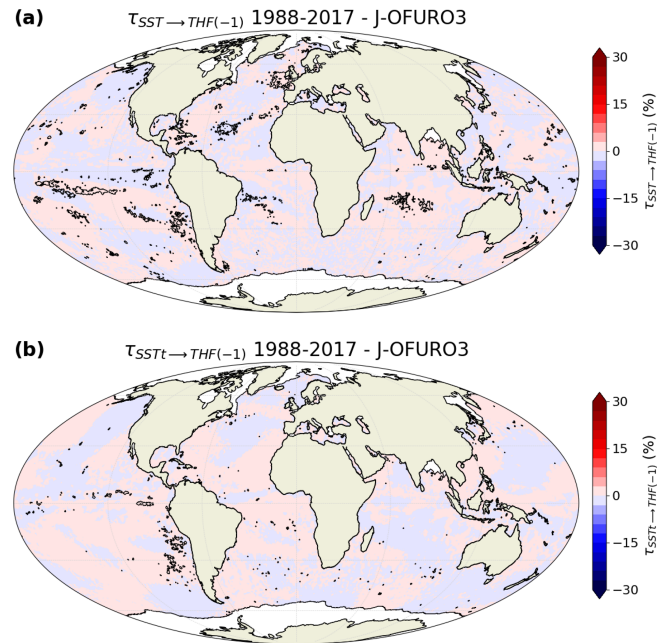 (a)
τSST → THF(−1) 1988-2017 - J-OFURO3
30
15
0
−15
−30
τSST → THF(−1) (%)
(b)
τSSTt → THF(−1) 1988-2017 - J-OFURO3
30
15
0
−15
−30
τSSTt → THF(−1) (%)